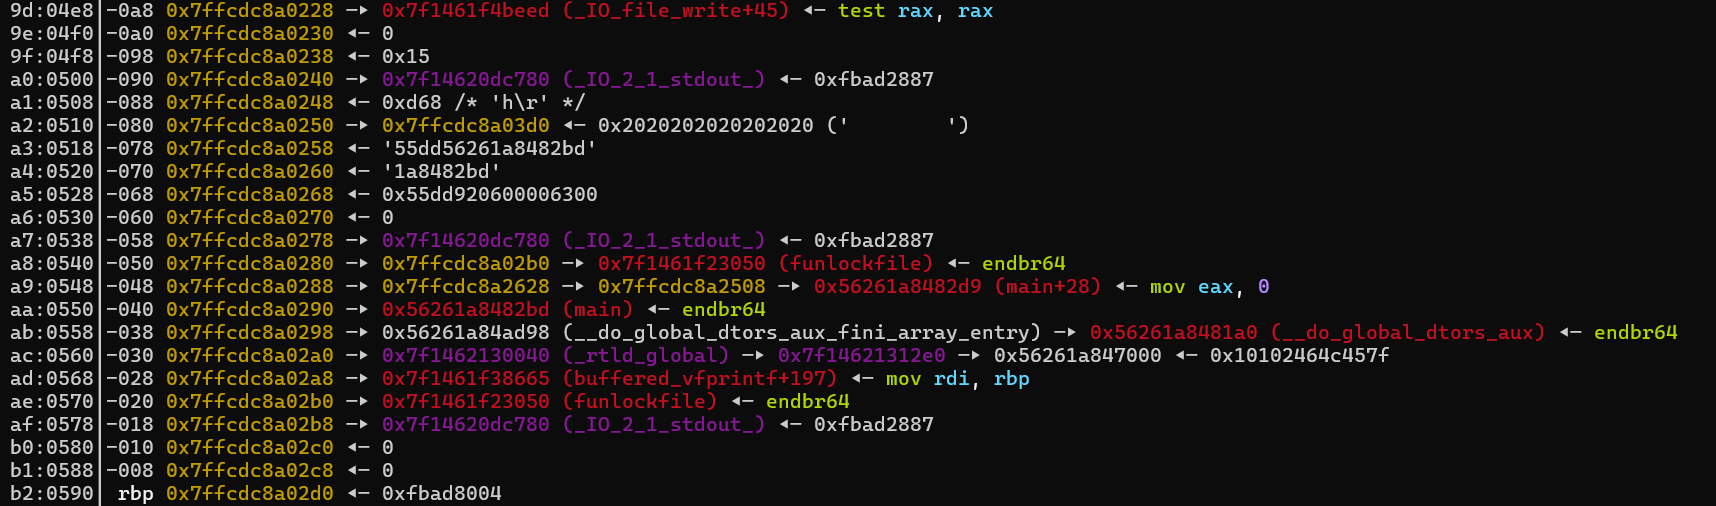 9d:04e8│-0a8 0x7ffcdc8a0228 —▸ 0x7f1461f4beed (_IO_file_write+45) ◂— test rax, rax
9e:04f0│-0a0 0x7ffcdc8a0230 ◂— 0
9f:04f8│-098 0x7ffcdc8a0238 ◂— 0x15
a0:0500│-090 0x7ffcdc8a0240 —▸ 0x7f14620dc780 (_IO_2_1_stdout_) ◂— 0xfbad2887
a1:0508│-088 0x7ffcdc8a0248 ◂— 0xd68 /* 'h\r' */
a2:0510│-080 0x7ffcdc8a0250 —▸ 0x7ffcdc8a03d0 ◂— 0x2020202020202020 ('        ')
a3:0518│-078 0x7ffcdc8a0258 ◂— '55dd56261a8482bd'
a4:0520│-070 0x7ffcdc8a0260 ◂— '1a8482bd'
a5:0528│-068 0x7ffcdc8a0268 ◂— 0x55dd920600006300
a6:0530│-060 0x7ffcdc8a0270 ◂— 0
a7:0538│-058 0x7ffcdc8a0278 —▸ 0x7f14620dc780 (_IO_2_1_stdout_) ◂— 0xfbad2887
a8:0540│-050 0x7ffcdc8a0280 —▸ 0x7ffcdc8a02b0 —▸ 0x7f1461f23050 (funlockfile) ◂— endbr64
a9:0548│-048 0x7ffcdc8a0288 —▸ 0x7ffcdc8a2628 —▸ 0x7ffcdc8a2508 —▸ 0x56261a8482d9 (main+28) ◂— mov eax, 0
aa:0550│-040 0x7ffcdc8a0290 —▸ 0x56261a8482bd (main) ◂— endbr64
ab:0558│-038 0x7ffcdc8a0298 —▸ 0x56261a84ad98 (__do_global_dtors_aux_fini_array_entry) —▸ 0x56261a8481a0 (__do_global_dtors_aux) ◂— endbr64
ac:0560│-030 0x7ffcdc8a02a0 —▸ 0x7f1462130040 (_rtld_global) —▸ 0x7f14621312e0 —▸ 0x56261a847000 ◂— 0x10102464c457f
ad:0568│-028 0x7ffcdc8a02a8 —▸ 0x7f1461f38665 (buffered_vfprintf+197) ◂— mov rdi, rbp
ae:0570│-020 0x7ffcdc8a02b0 —▸ 0x7f1461f23050 (funlockfile) ◂— endbr64
af:0578│-018 0x7ffcdc8a02b8 —▸ 0x7f14620dc780 (_IO_2_1_stdout_) ◂— 0xfbad2887
b0:0580│-010 0x7ffcdc8a02c0 ◂— 0
b1:0588│-008 0x7ffcdc8a02c8 ◂— 0
b2:0590│ rbp 0x7ffcdc8a02d0 ◂— 0xfbad8004